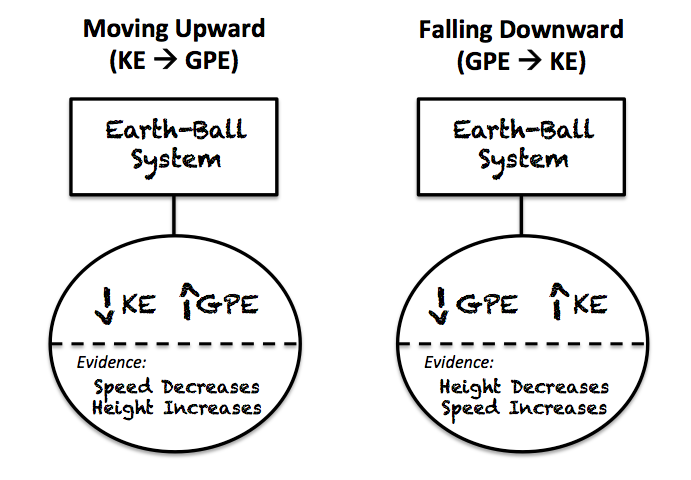 Moving Upward
(KE → GPE)
Earth-Ball
System
↓KE ↑GPE
Evidence:
Speed Decreases
Height Increases
Falling Downward
(GPE → KE)
Earth-Ball
System
↓GPE ↑KE
Evidence:
Height Decreases
Speed Increases